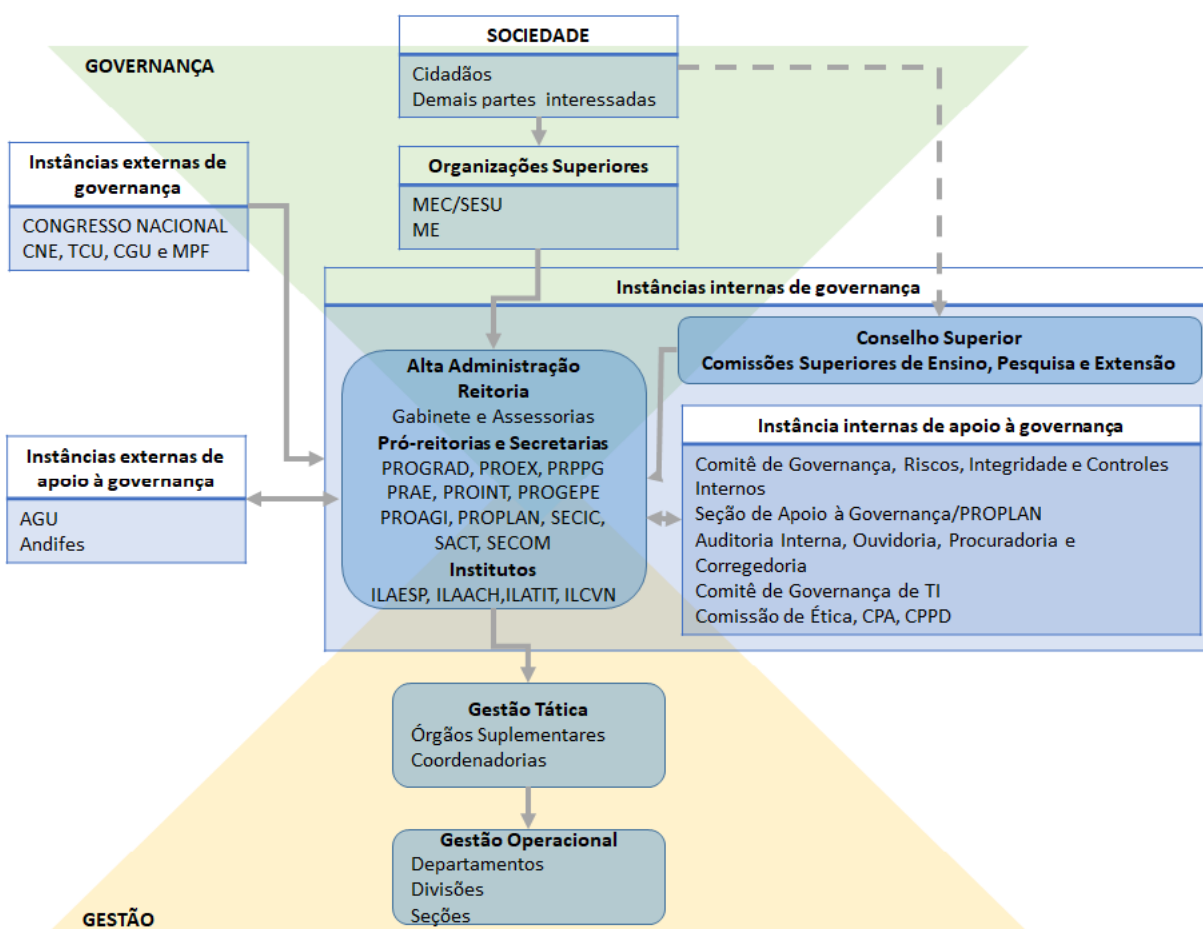 SOCIEDADE
Cidadãos
Demais partes interessadas
GOVERNANÇA
Organizações Superiores
MEC/SESU
ME
Instâncias externas de
governança
CONGRESSO NACIONAL
CNE, TCU, CGU e MPF
Instâncias internas de governança
Conselho Superior
Comissões Superiores de Ensino, Pesquisa e Extensão
Alta Administração
Reitoria
Gabinete e Assessorias
Pró-reitorias e Secretarias
PROGRAD, PROEX, PRPPG
PRAE, PROINT, PROGEPE
PROAGI, PROPLAN, SECIC,
SACT, SECOM
Institutos
ILAESP, ILAACH,ILATIT, ILCVN
Instância internas de apoio à governança
Comitê de Governança, Riscos, Integridade e Controles
Internos
Seção de Apoio à Governança/PROPLAN
Auditoria Interna, Ouvidoria, Procuradoria e
Corregedoria
Comitê de Governança de TI
Comissão de Ética, CPA, CPPD
Instâncias externas de
apoio à governança
AGU
Andifes
Gestão Tática
Órgãos Suplementares
Coordenadorias
Gestão Operacional
Departamentos
Divisões
Seções
GESTÃO